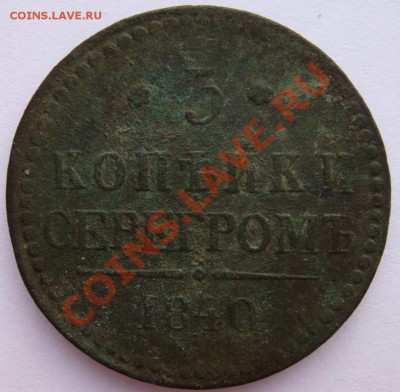 COINS.LAVE.RU
· 3 ·
КОПѢЙКИ
СЕРЕБРОМЪ
1840
COINS.LAVE.RU